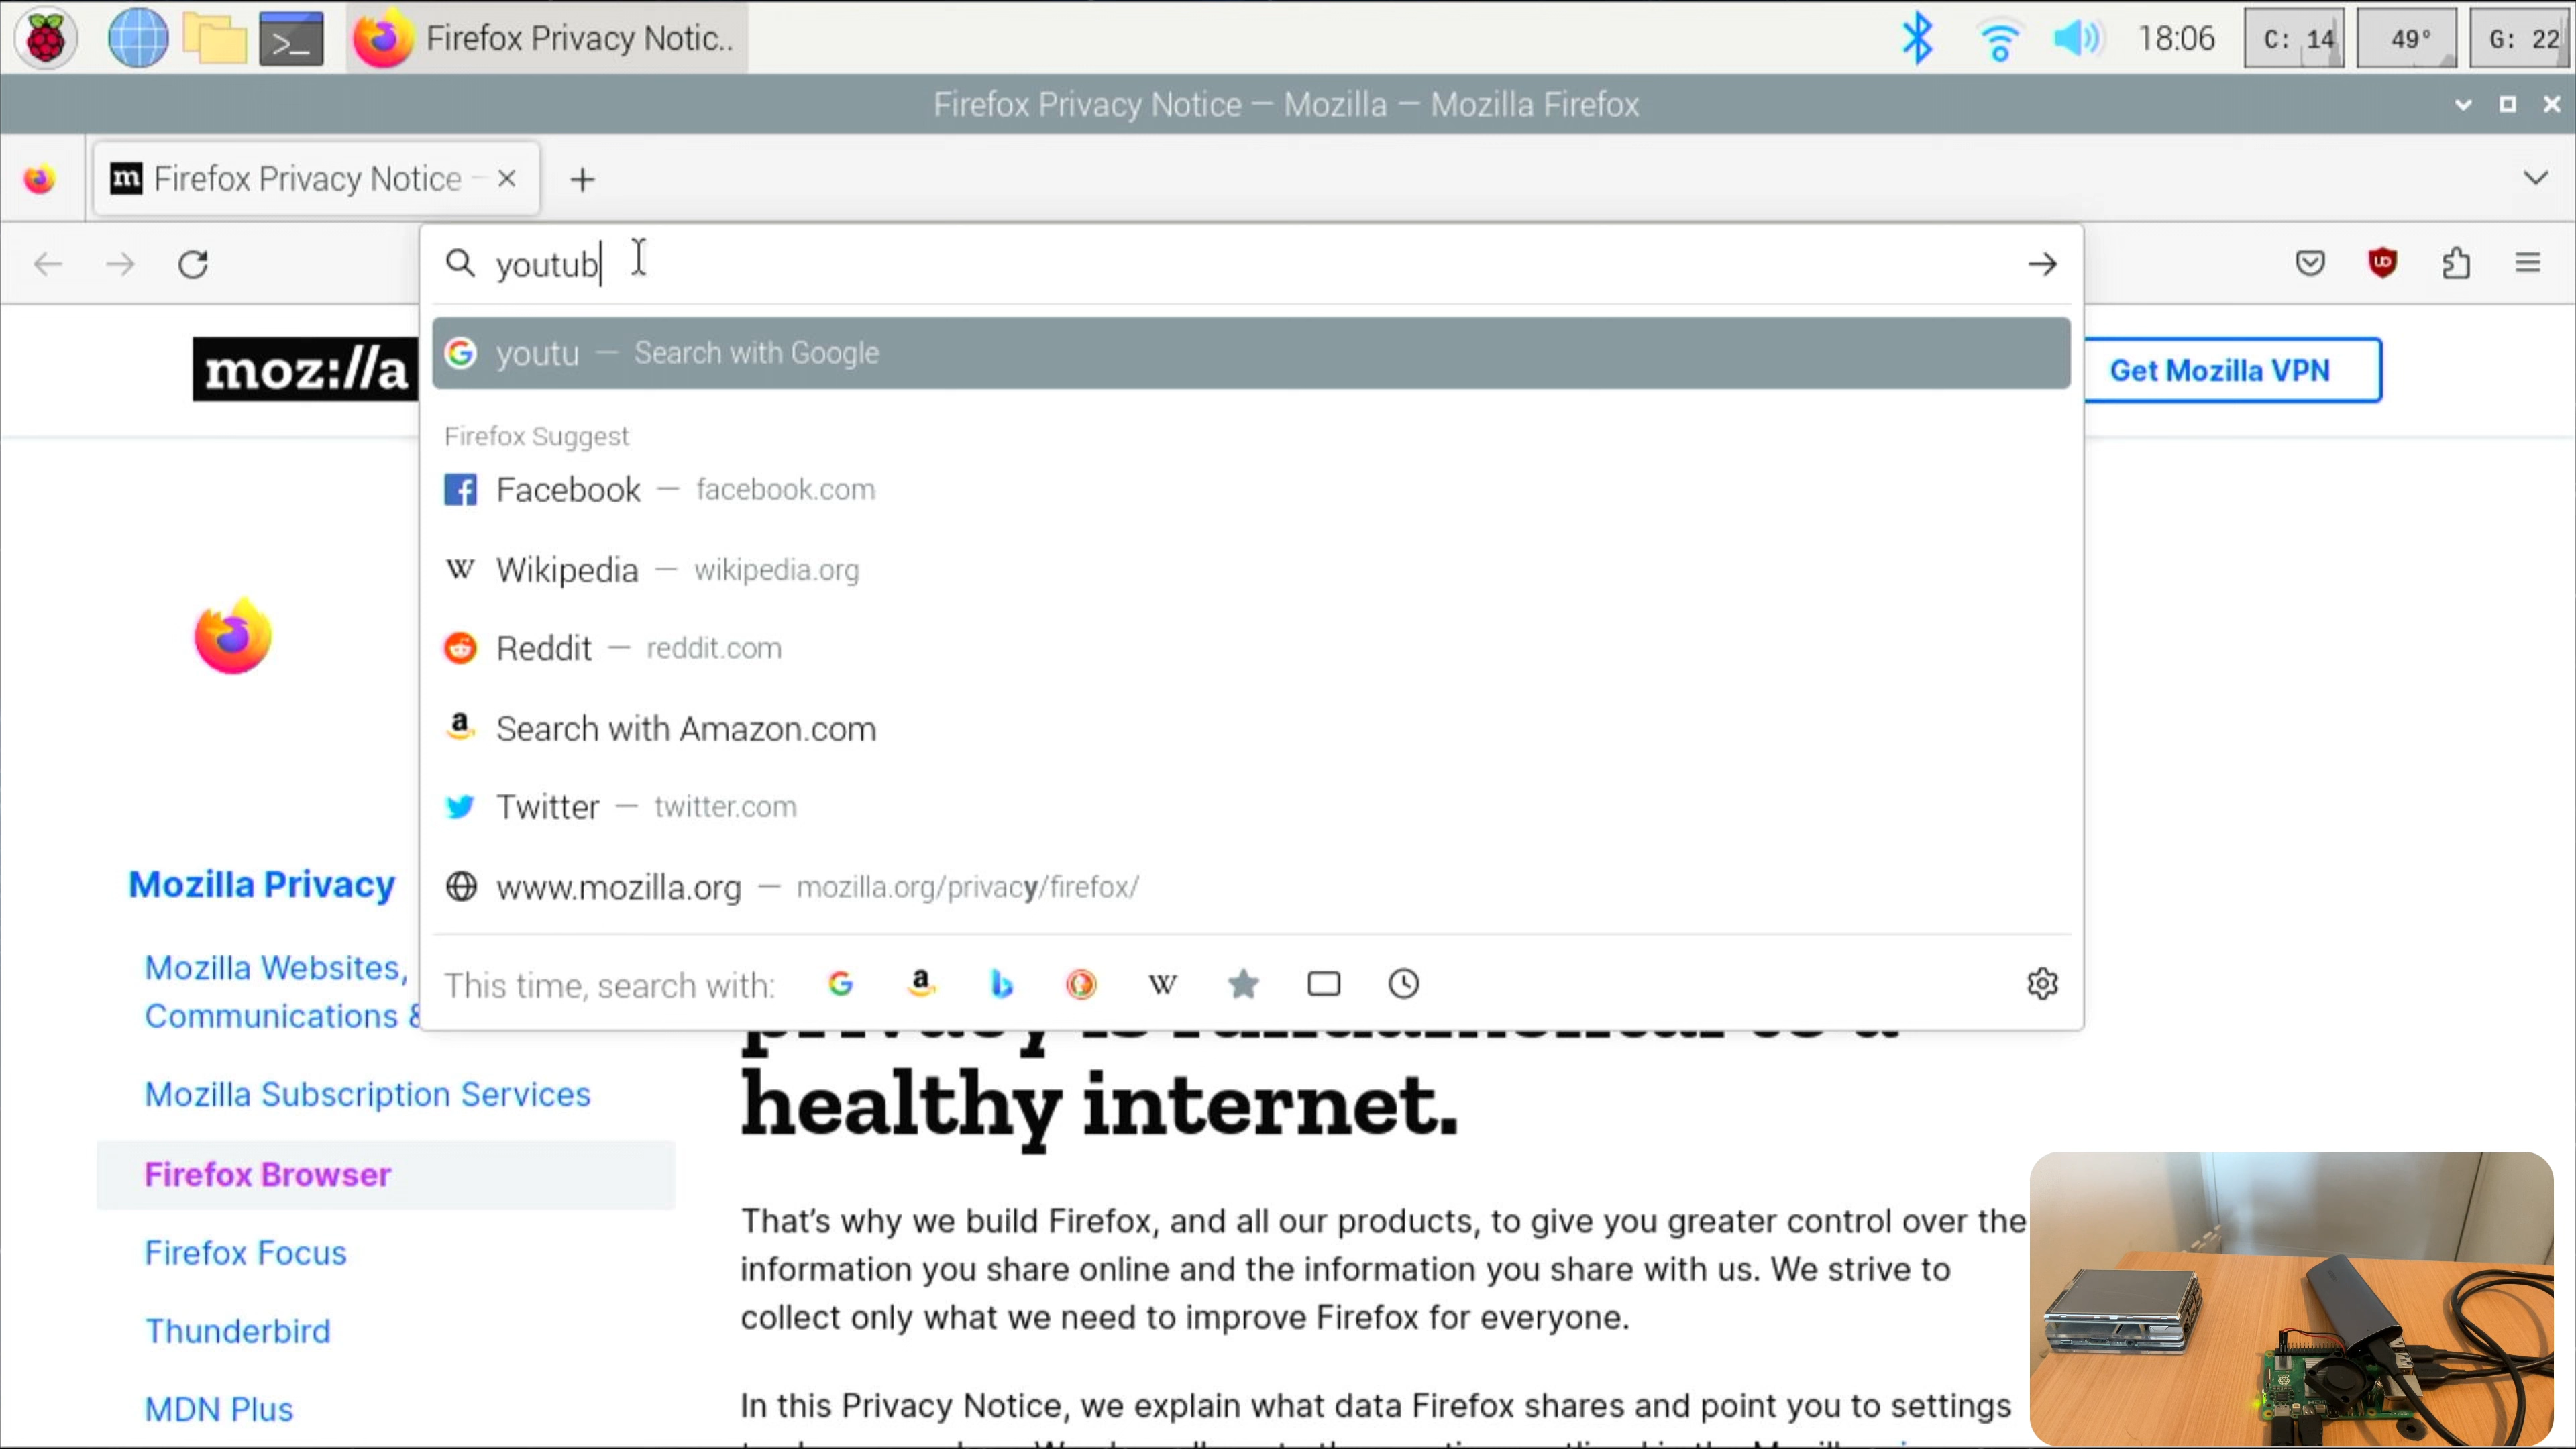 Firefox Privacy Notic..
18:06
C: 14
49°
G: 22
Firefox Privacy Notice — Mozilla — Mozilla Firefox
Firefox Privacy Notice —
youtub
UD
youtu — Search with Google
moz://a
Get Mozilla VPN
Firefox Suggest
Facebook — facebook.com
Wikipedia — wikipedia.org
Reddit — reddit.com
Search with Amazon.com
Twitter — twitter.com
www.mozilla.org — mozilla.org/privacy/firefox/
This time, search with:
Mozilla Privacy
Mozilla Websites,
Communications &
Mozilla Subscription Services
Firefox Browser
Firefox Focus
Thunderbird
MDN Plus
privacy is fundamental to a
healthy internet.
That’s why we build Firefox, and all our products, to give you greater control over the
information you share online and the information you share with us. We strive to
collect only what we need to improve Firefox for everyone.
In this Privacy Notice, we explain what data Firefox shares and point you to settings